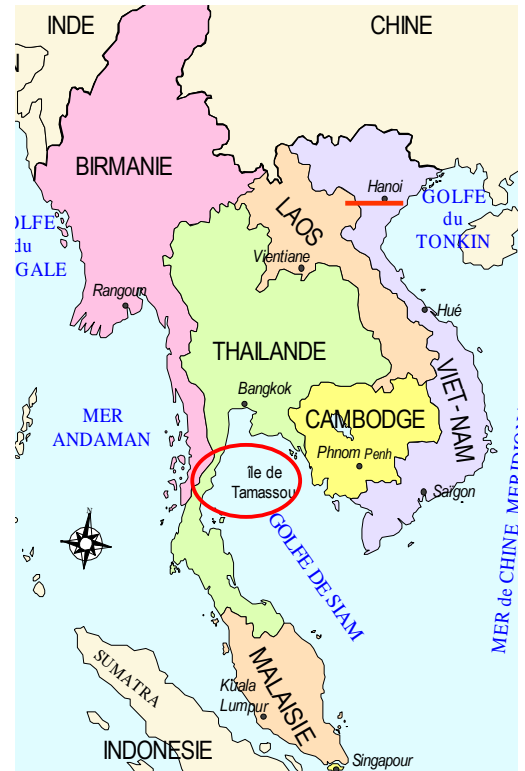 INDE
CHINE
N
BIRMANIE
Hanoi
GOLFE
du
TONKIN
LAOS
OLFE
du
GALE
Vientiane
Rangoun
Hué
THAILANDE
VIET-NAM
Bangkok
MER
ANDAMAN
CAMBODGE
Phnom Penh
île de
Tamassou
Saïgon
N
GOLFE DE SIAM
MER de CHINE MERIDION
SUMATRA
MALAISIE
Kuala
Lumpur
INDONESIE
Singapour